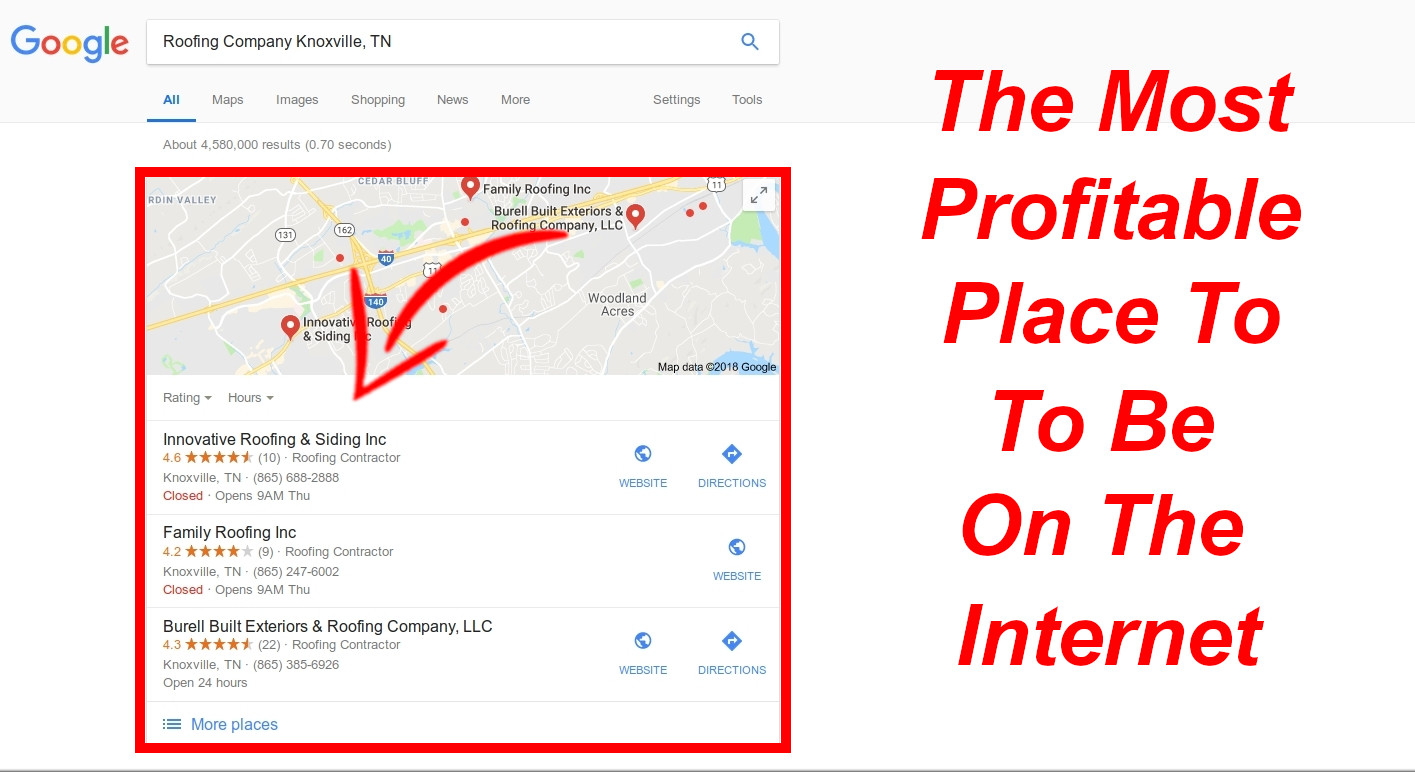 Google
Roofing Company Knoxville, TN
All Maps Images Shopping News More Settings Tools
About 4,580,000 results (0.70 seconds)
CEDAR BLUFF
RDIN VALLEY
Family Roofing Inc
11
Burell Built Exteriors &
Roofing Company, LLC
131
162
40
11
140
Woodland
Acres
Innovative Roofing
& Siding Inc
Map data ©2018 Google
Rating Hours
Innovative Roofing & Siding Inc
4.6 (10) · Roofing Contractor
Knoxville, TN · (865) 688-2888
Closed · Opens 9AM Thu
WEBSITE DIRECTIONS
Family Roofing Inc
4.2 (9) · Roofing Contractor
Knoxville, TN · (865) 247-6002
Closed · Opens 9AM Thu
WEBSITE
Burell Built Exteriors & Roofing Company, LLC
4.3 (22) · Roofing Contractor
Knoxville, TN · (865) 385-6926
Open 24 hours
WEBSITE DIRECTIONS
More places
The Most
Profitable
Place To
To Be
On The
Internet